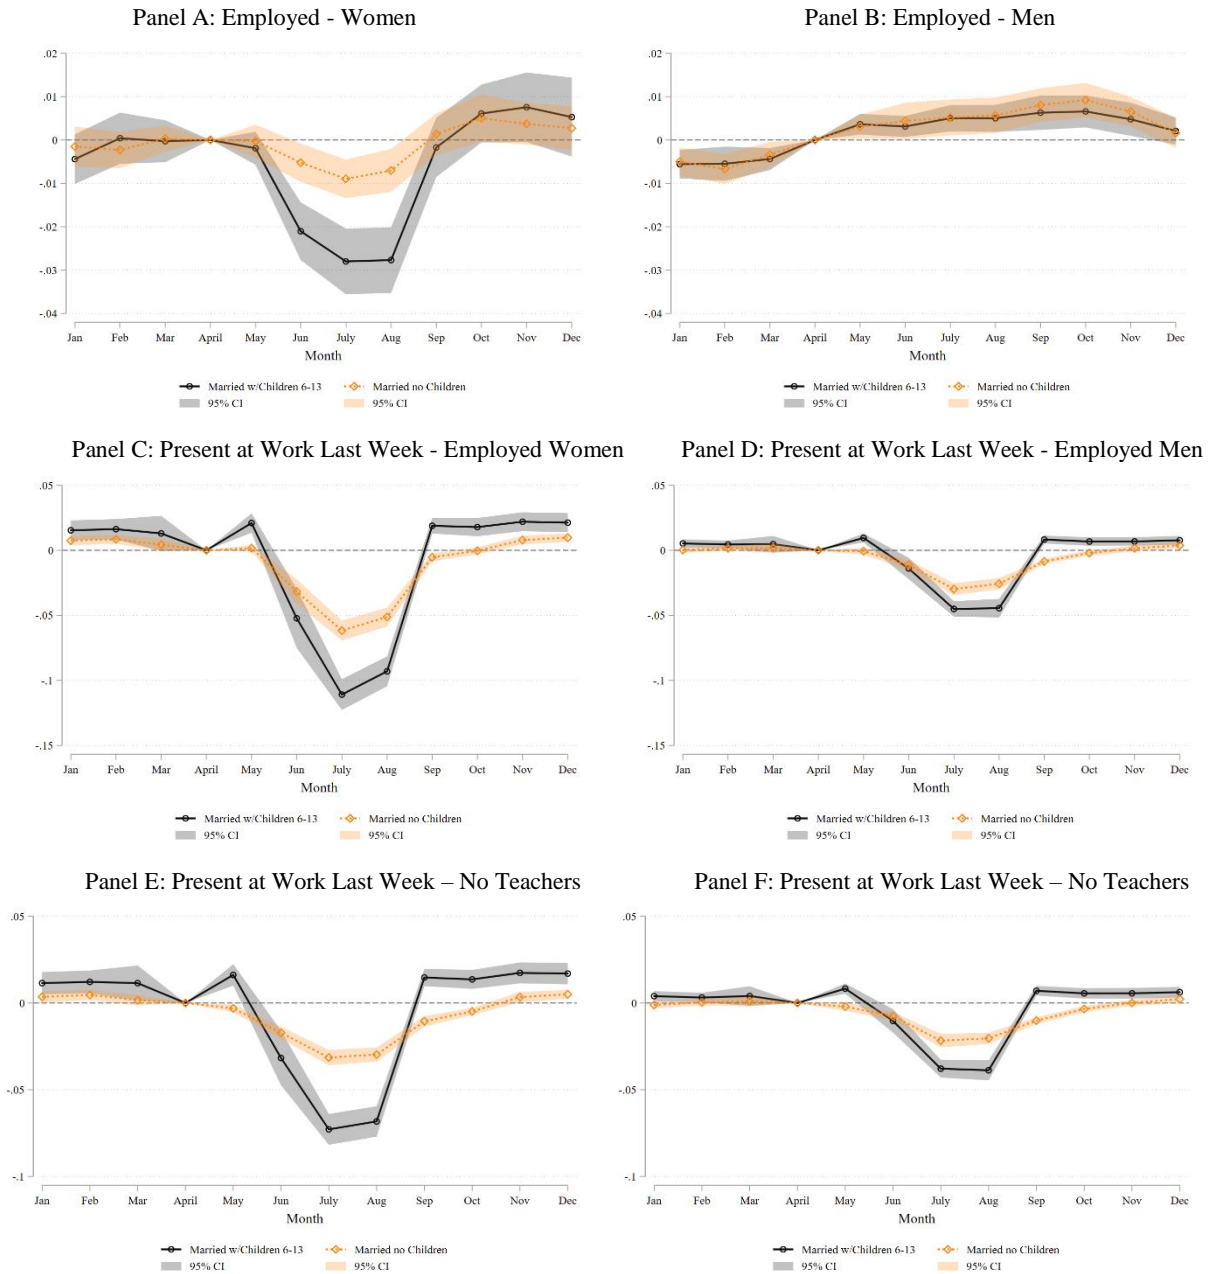 Panel A: Employed - Women
.02
.01
0
-.01
-.02
-.03
-.04
Jan Feb Mar April May Jun July Aug Sep Oct Nov Dec
Month
Married w/Children 6-13 Married no Children
95% CI 95% CI
Panel B: Employed - Men
.02
.01
0
-.01
-.02
-.03
-.04
Jan Feb Mar April May Jun July Aug Sep Oct Nov Dec
Month
Married w/Children 6-13 Married no Children
95% CI 95% CI
Panel C: Present at Work Last Week - Employed Women
.05
0
-.05
-.1
-.15
Jan Feb Mar April May Jun July Aug Sep Oct Nov Dec
Month
Married w/Children 6-13 Married no Children
95% CI 95% CI
Panel D: Present at Work Last Week - Employed Men
.05
0
-.05
-.1
-.15
Jan Feb Mar April May Jun July Aug Sep Oct Nov Dec
Month
Married w/Children 6-13 Married no Children
95% CI 95% CI
Panel E: Present at Work Last Week – No Teachers
.05
0
-.05
-.1
Jan Feb Mar April May Jun July Aug Sep Oct Nov Dec
Month
Married w/Children 6-13 Married no Children
95% CI 95% CI
Panel F: Present at Work Last Week – No Teachers
.05
0
-.05
-.1
Jan Feb Mar April May Jun July Aug Sep Oct Nov Dec
Month
Married w/Children 6-13 Married no Children
95% CI 95% CI